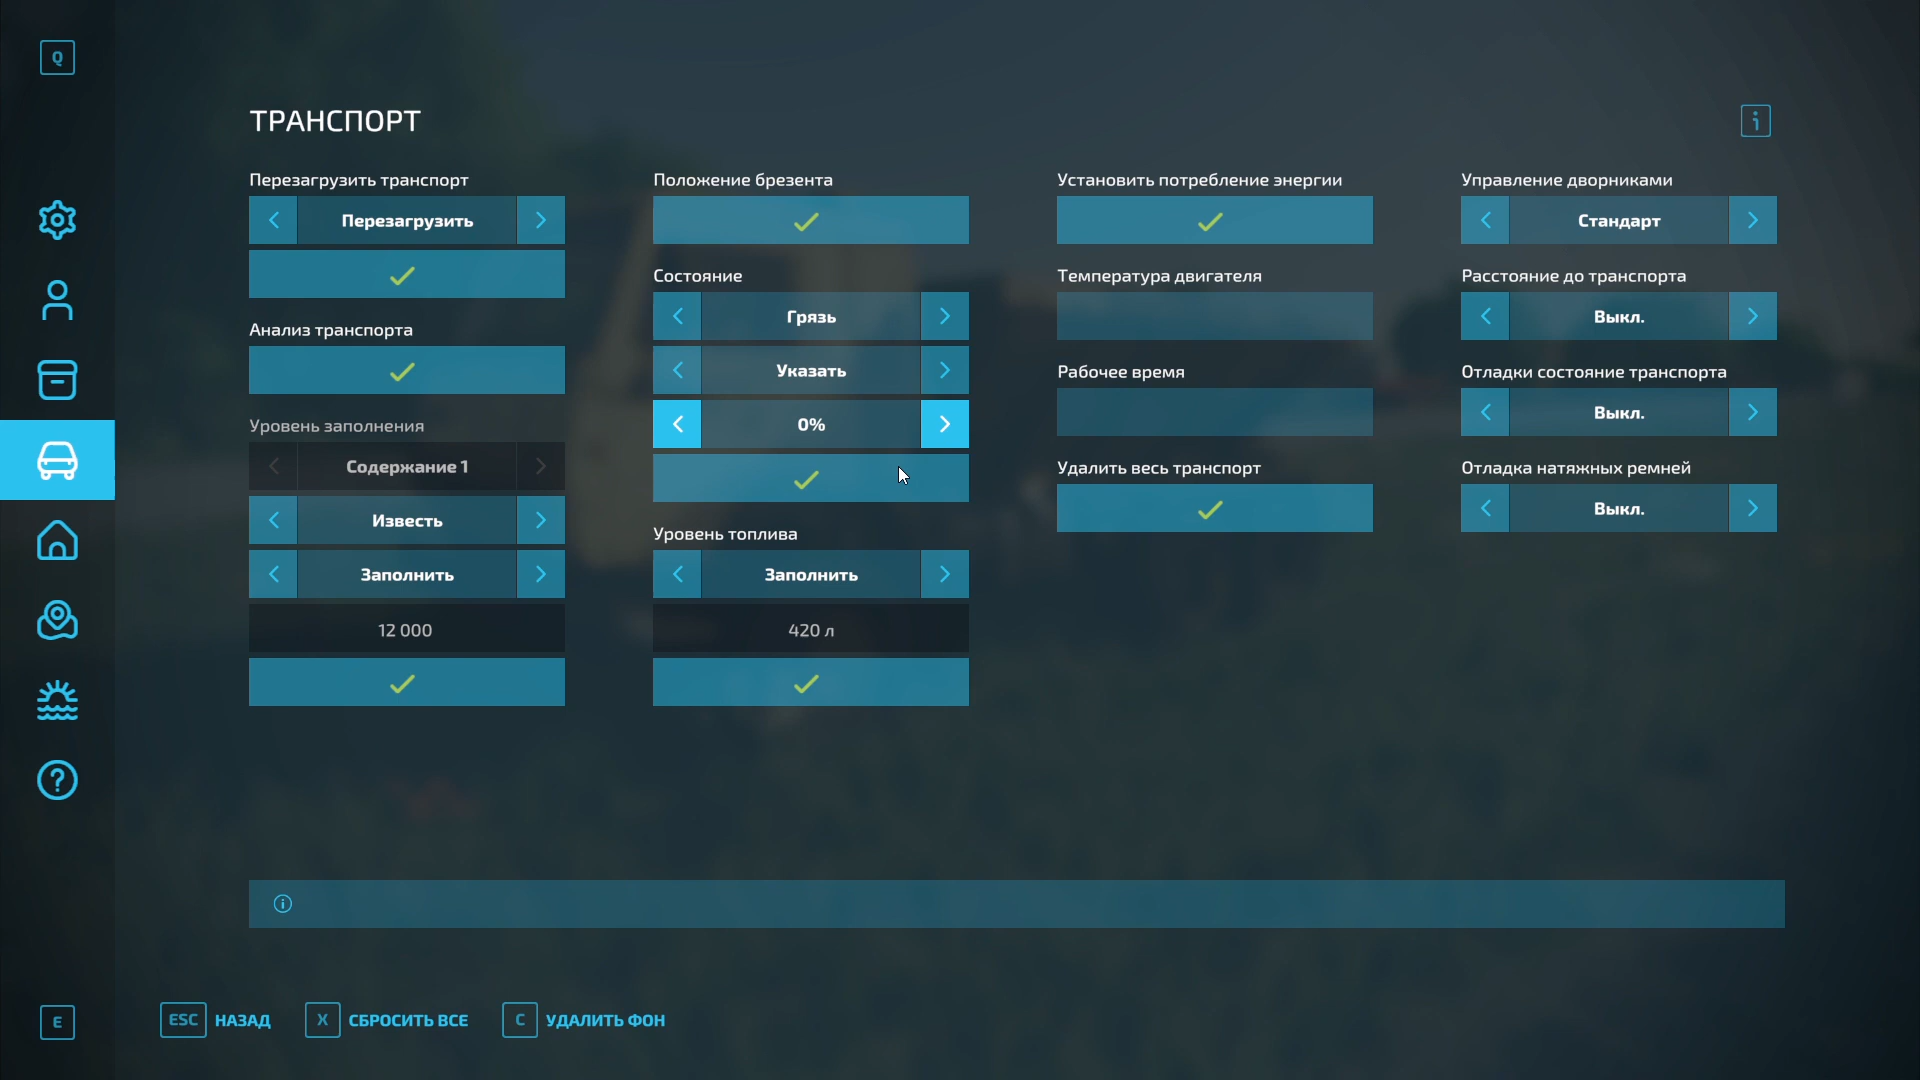 Q
ТРАНСПОРТ
Перезагрузить транспорт
Перезагрузить
Анализ транспорта
Уровень заполнения
Содержание 1
Известь
Заполнить
12 000
Положение брезента
Состояние
Грязь
Указать
0%
Уровень топлива
Заполнить
420 л
Установить потребление энергии
Температура двигателя
Рабочее время
Удалить весь транспорт
Управление дворниками
Стандарт
Расстояние до транспорта
Выкл.
Отладки состояние транспорта
Выкл.
Отладка натяжных ремней
Выкл.
E
ESC НАЗАД
X СБРОСИТЬ ВСЕ
C УДАЛИТЬ ФОН